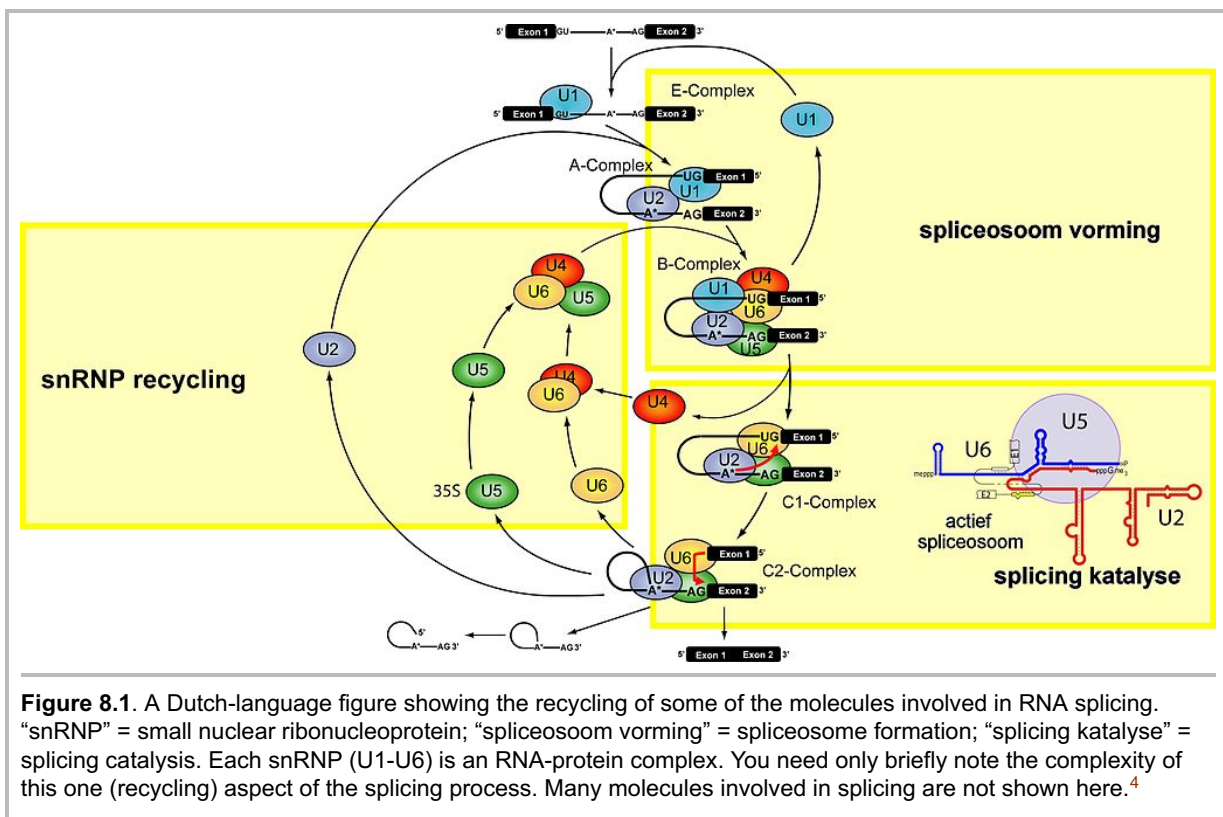 5' Exon 1 GU A* AG Exon 2 3'
E-Complex
U1
5' Exon 1 GU A* AG Exon 2 3'
U1
A-Complex
UG Exon 1 5'
U1
U2
A* AG Exon 2 3'
spliceosoom vorming
B-Complex
U4
U1 UG Exon 1 5'
U6
U2
A* AG Exon 2 3'
U5
U4
U6 U5
U2
U5
snRNP recycling
U4
U6
U4
UG Exon 1 5'
U6
U2
A* AG Exon 2 3'
C1-Complex
U5
U6
E1
meppp
pppGme3
E2
U2
actief
spliceosoom
splicing katalyse
35S U5
U6
U6 Exon 1 5'
C2-Complex
U2
A* AG Exon 2 3'
5'
A* AG 3'
A* AG 3'
5' Exon 1 Exon 2 3'
Figure 8.1. A Dutch-language figure showing the recycling of some of the molecules involved in RNA splicing.
“snRNP” = small nuclear ribonucleoprotein; “spliceosoom vorming” = spliceosome formation; “splicing katalyse” =
splicing catalysis. Each snRNP (U1-U6) is an RNA-protein complex. You need only briefly note the complexity of
this one (recycling) aspect of the splicing process. Many molecules involved in splicing are not shown here.4